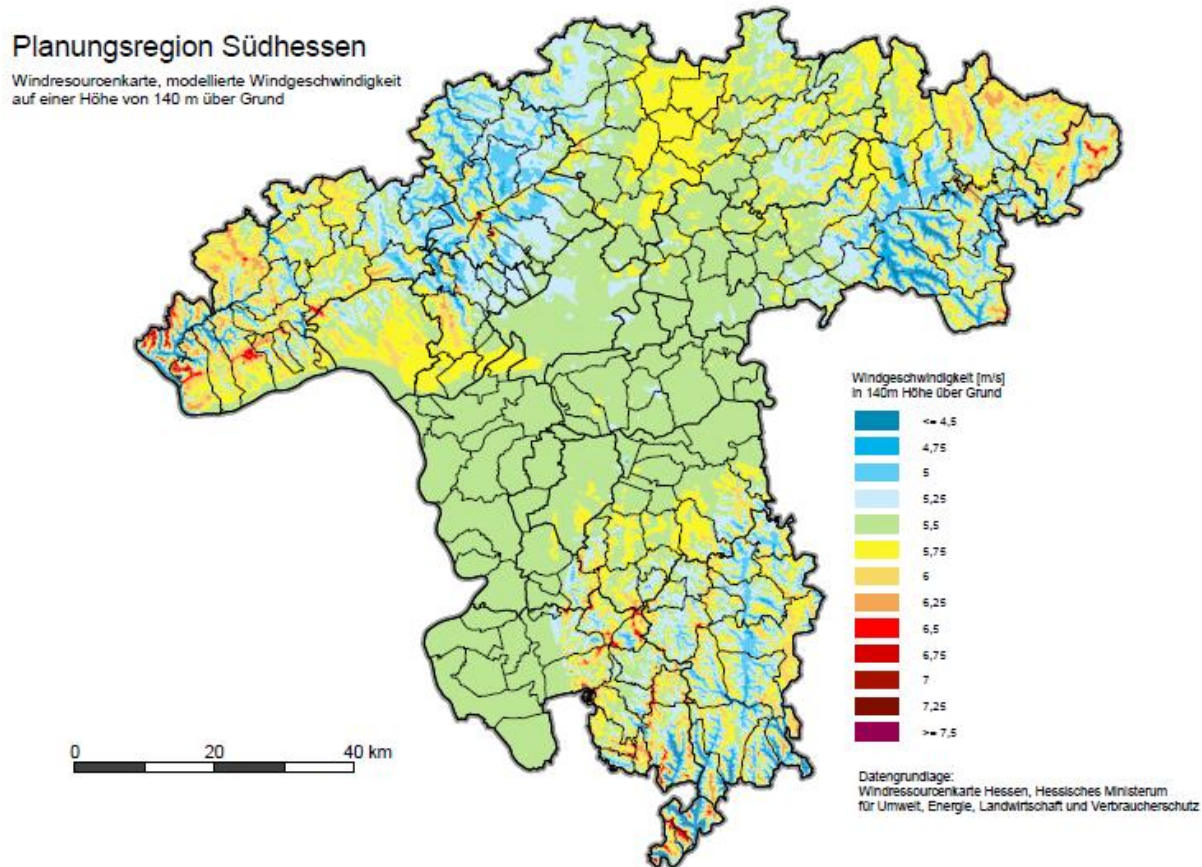 Planungsregion Südhessen
Windresourcenkarte, modellierte Windgeschwindigkeit
auf einer Höhe von 140 m über Grund
Windgeschwindigkeit [m/s]
in 140m Höhe über Grund
<= 4,5
4,75
5
5,25
5,5
5,75
6
6,25
6,5
6,75
7
7,25
>= 7,5
0 20 40 km
Datengrundlage:
Windressourcenkarte Hessen, Hessisches Ministerum
für Umwelt, Energie, Landwirtschaft und Verbraucherschutz